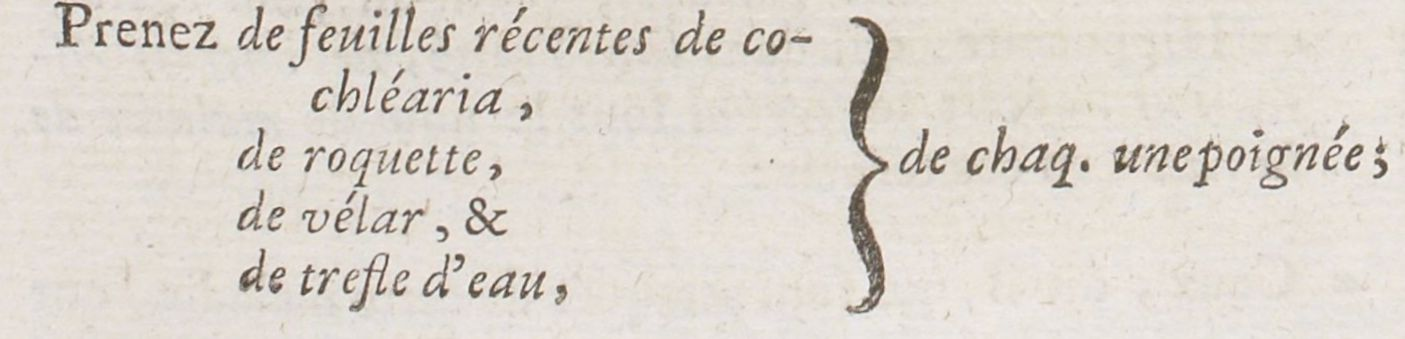 Prenez de feuilles récentes de co-
chléaria,
de roquette,
de vélar, &
de trefle d'eau,
de chaq. une poignée;